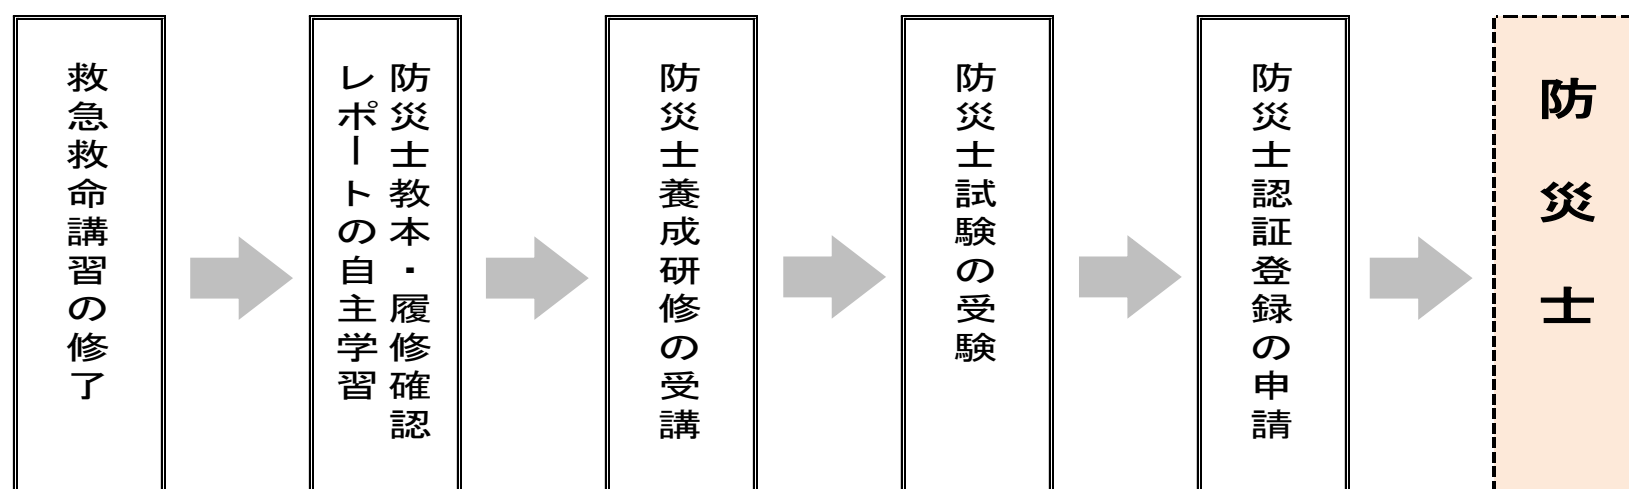 救急救命講習の修了
防災士教本・履修確認
レポートの自主学習
防災士養成研修の受講
防災士試験の受験
防災士認証登録の申請
防災士